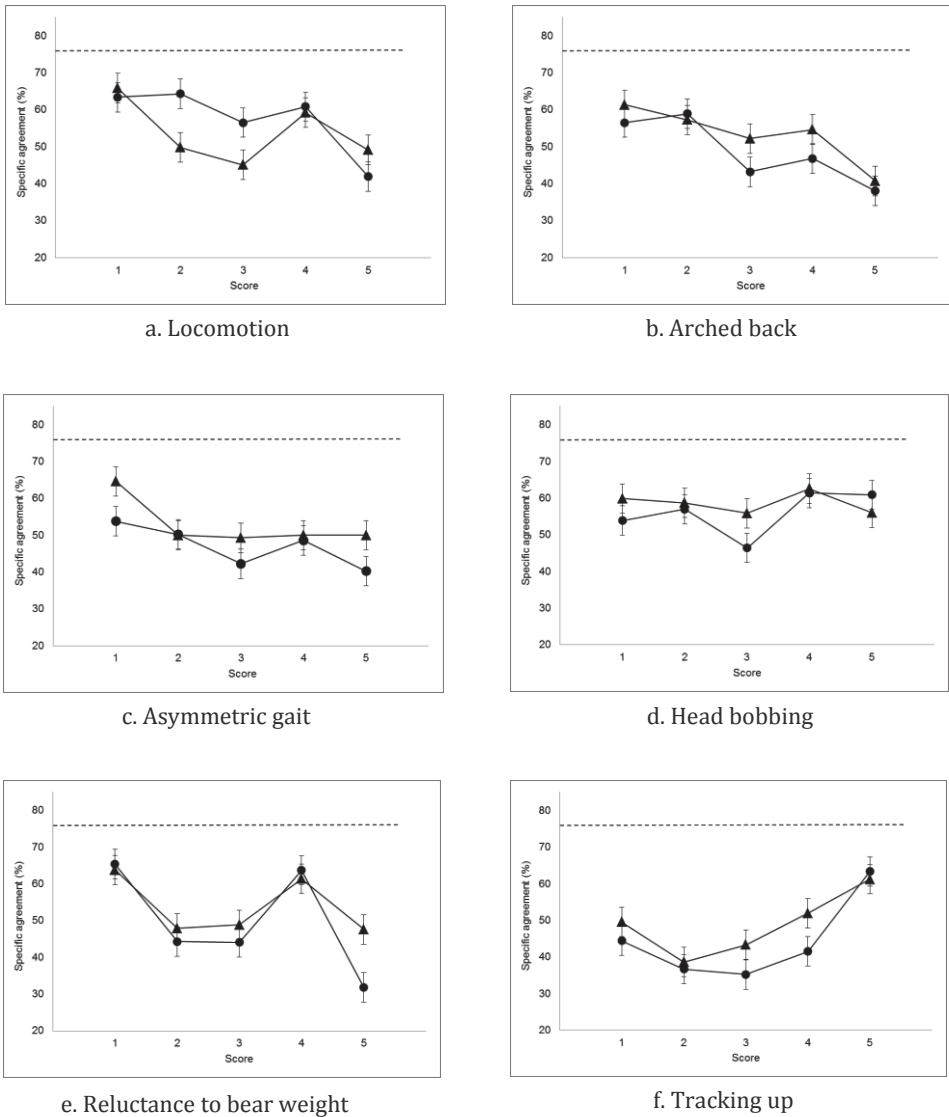 80
70
60
50
40
30
20
Specific agreement (%)
1 2 3 4 5
Score
a. Locomotion
80
70
60
50
40
30
20
Specific agreement (%)
1 2 3 4 5
Score
b. Arched back
80
70
60
50
40
30
20
Specific agreement (%)
1 2 3 4 5
Score
c. Asymmetric gait
80
70
60
50
40
30
20
Specific agreement (%)
1 2 3 4 5
Score
d. Head bobbing
80
70
60
50
40
30
20
Specific agreement (%)
1 2 3 4 5
Score
e. Reluctance to bear weight
80
70
60
50
40
30
20
Specific agreement (%)
1 2 3 4 5
Score
f. Tracking up